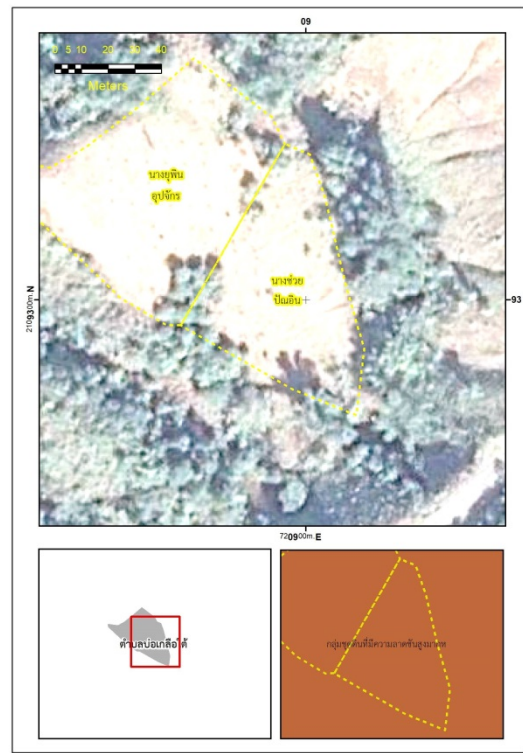 09
0 5 10 20 30 40
Meters
นางยุพิน
อุปจักร
นางช่วย
ปัณอิน
2109300m. N
93
720900m. E
ตำบลบ่อเกลือใต้
กลุ่มชุดดินที่มีความลาดชันสูงมาก